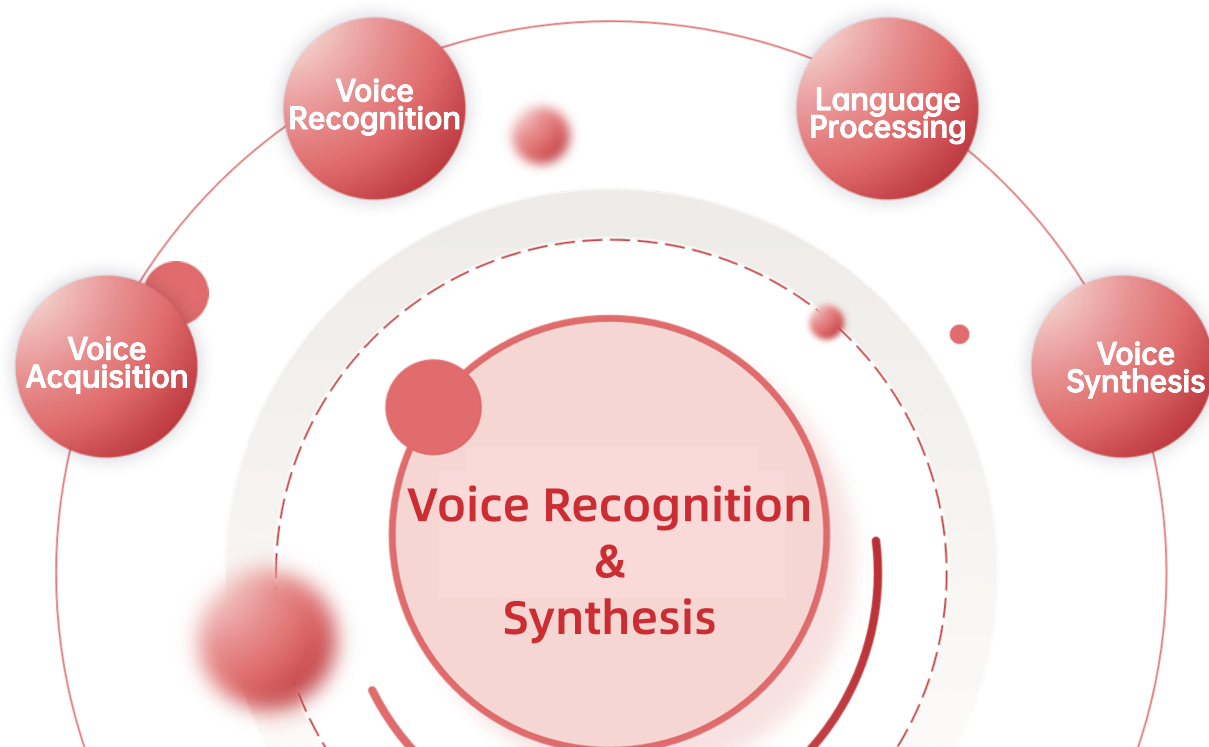 Voice
Recognition
Language
Processing
Voice
Acquisition
Voice
Synthesis
Voice Recognition
&
Synthesis